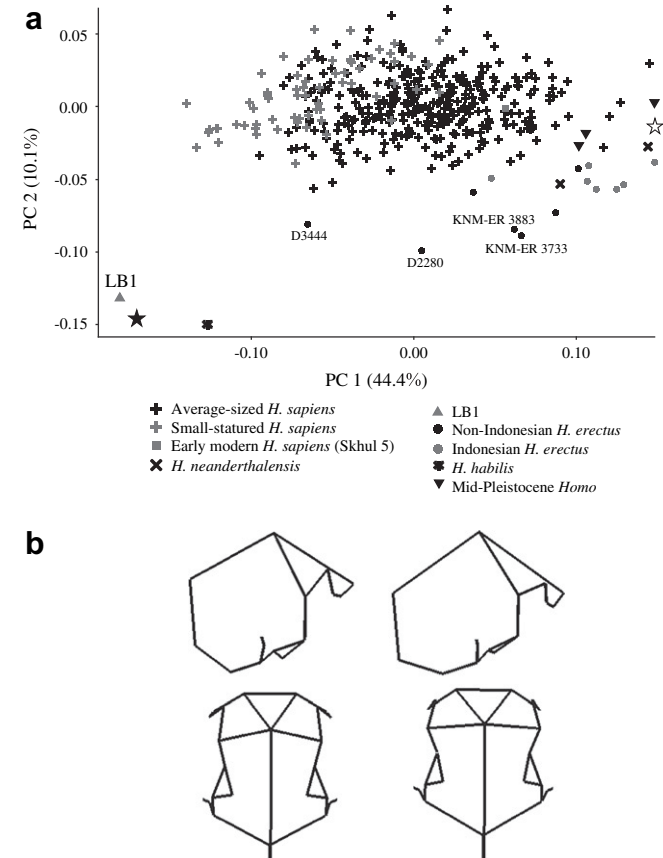 a
0.05
0.00
-0.05
-0.10
-0.15
PC 2 (10.1%)
KNM-ER 3883
D3444
KNM-ER 3733
D2280
LB1
-0.10 0.00 0.10
PC 1 (44.4%)
Average-sized H. sapiens
Small-statured H. sapiens
Early modern H. sapiens (Skhul 5)
H. neanderthalensis
LB1
Non-Indonesian H. erectus
Indonesian H. erectus
H. habilis
Mid-Pleistocene Homo
b